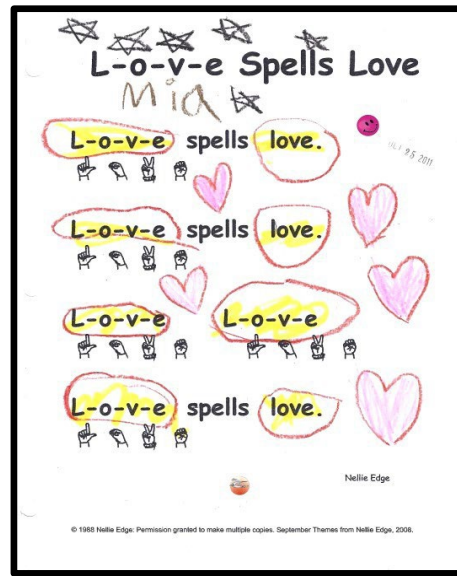 L-o-v-e Spells Love
Mia
L-o-v-e spells love.
L-o-v-e spells love.
L-o-v-e L-o-v-e
L-o-v-e spells love.
Nellie Edge
© 1988 Nellie Edge: Permission granted to make multiple copies. September Themes from Nellie Edge, 2008.